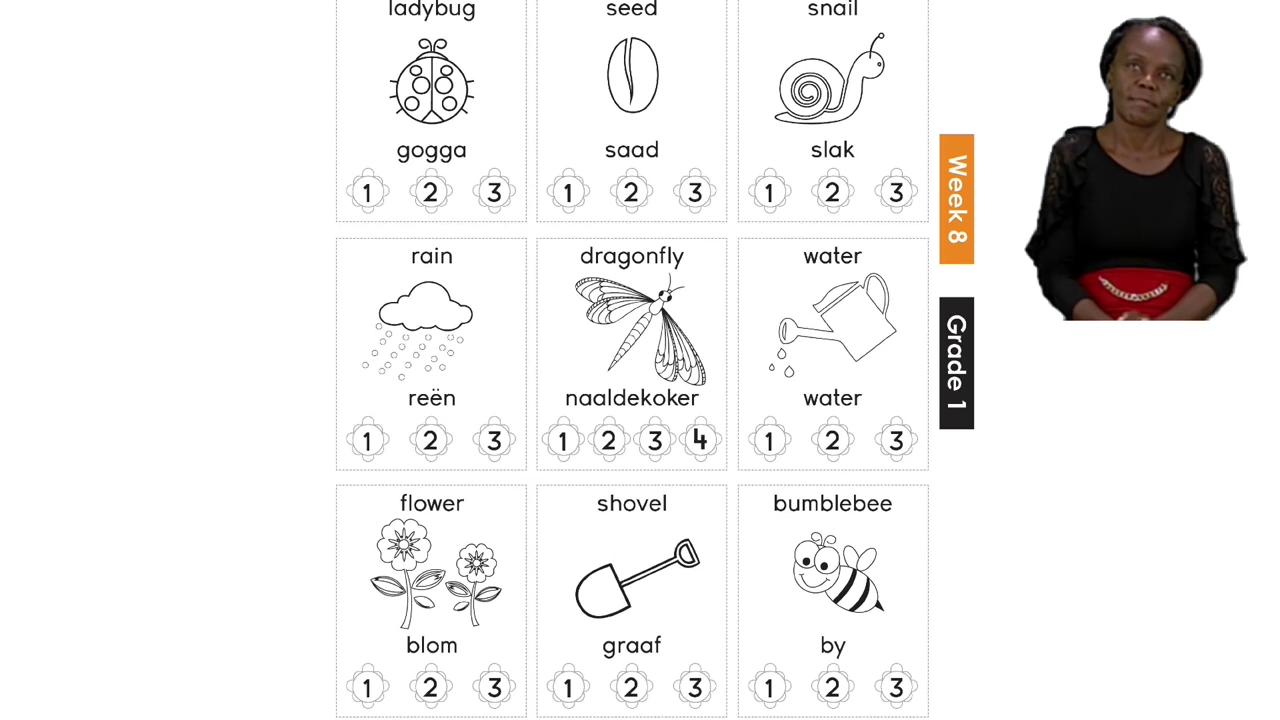 ladybug
seed
snail
gogga
saad
slak
1 2 3
1 2 3
1 2 3
rain
dragonfly
water
reën
naaldekoker
water
1 2 3
1 2 3 4
1 2 3
flower
shovel
bumblebee
blom
graaf
by
1 2 3
1 2 3
1 2 3
Week 8
Grade 1